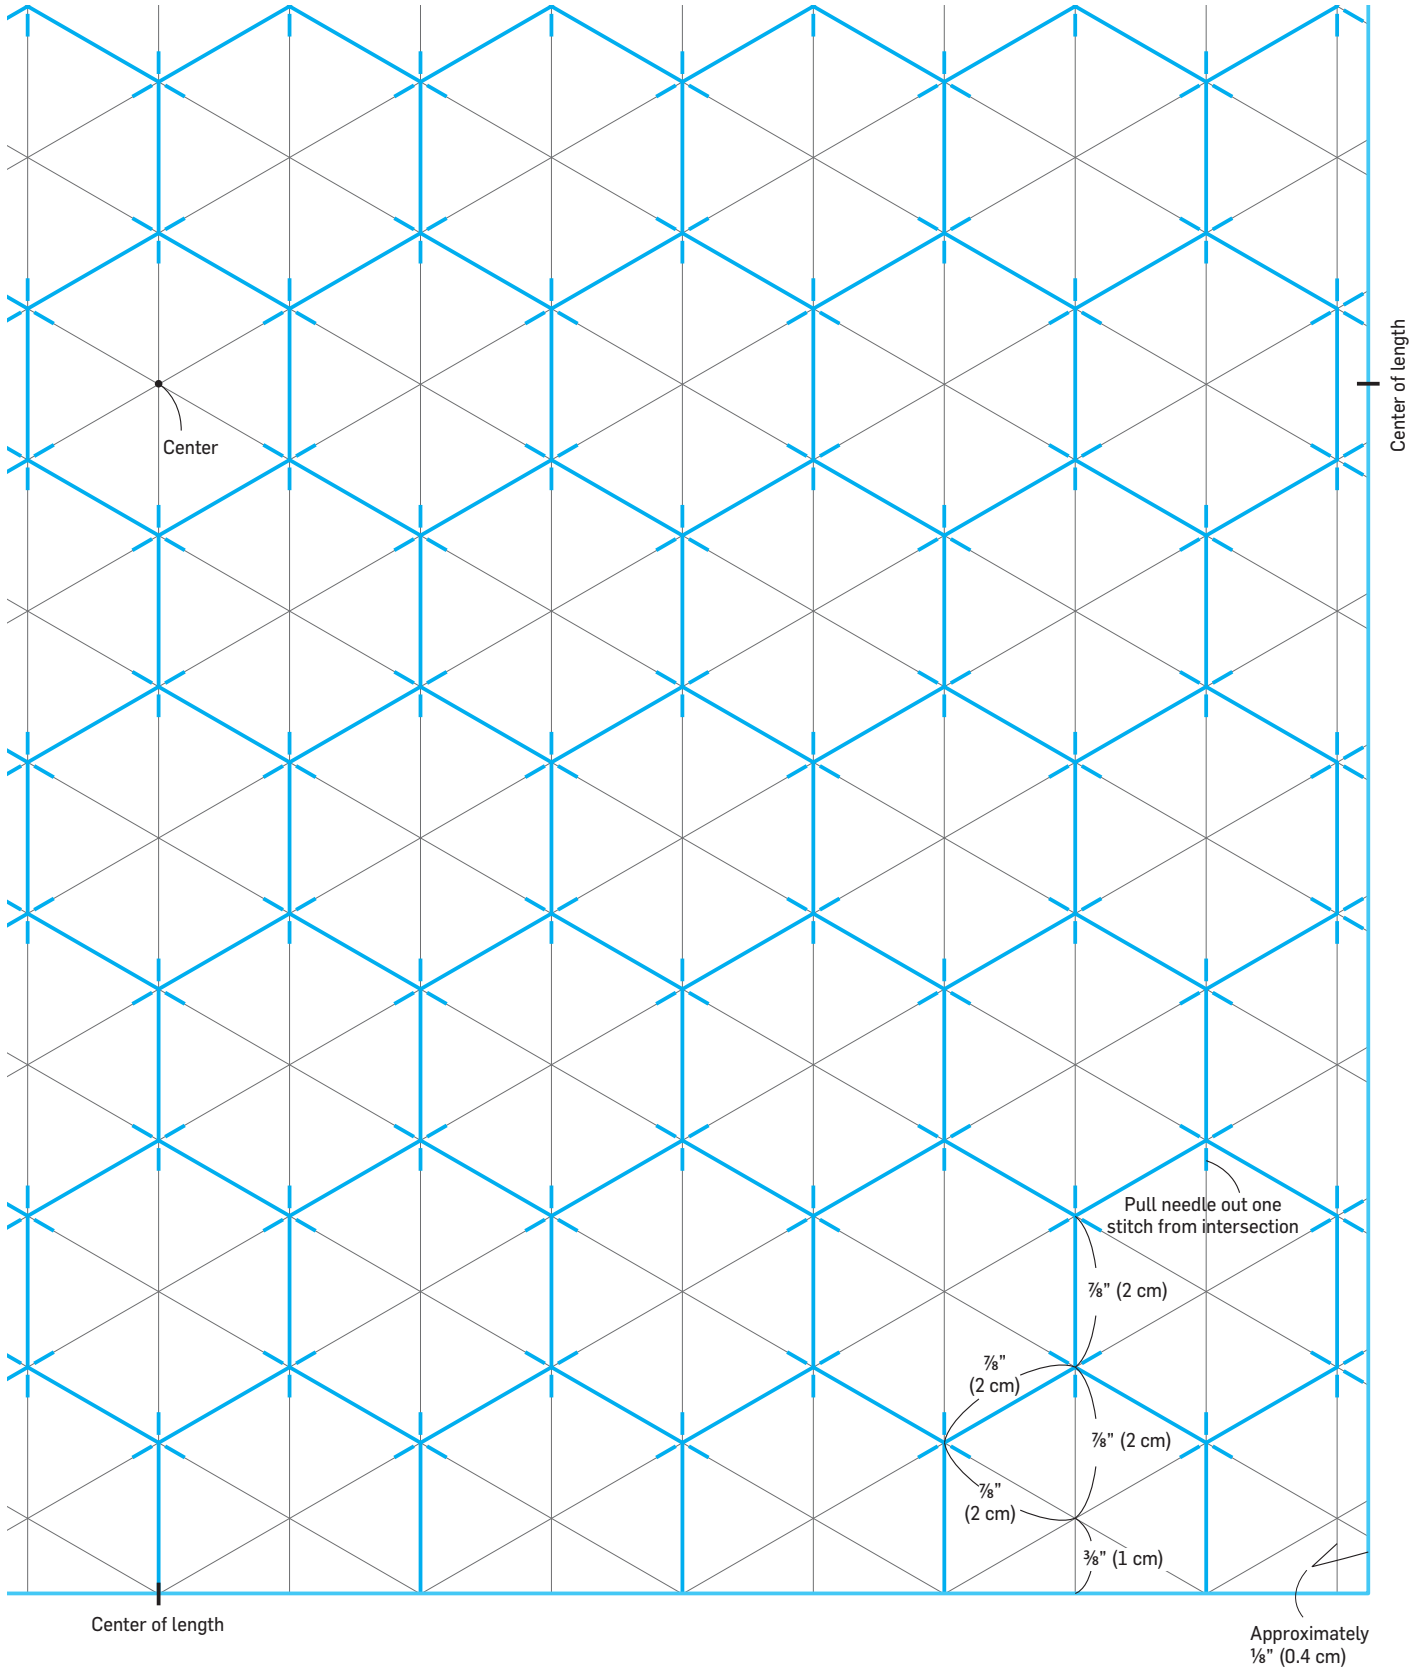 Center of length
Center
Pull needle out one
stitch from intersection
⅞” (2 cm)
⅞”
(2 cm)
⅞” (2 cm)
⅞”
(2 cm)
⅜” (1 cm)
Center of length
Approximately
⅛” (0.4 cm)